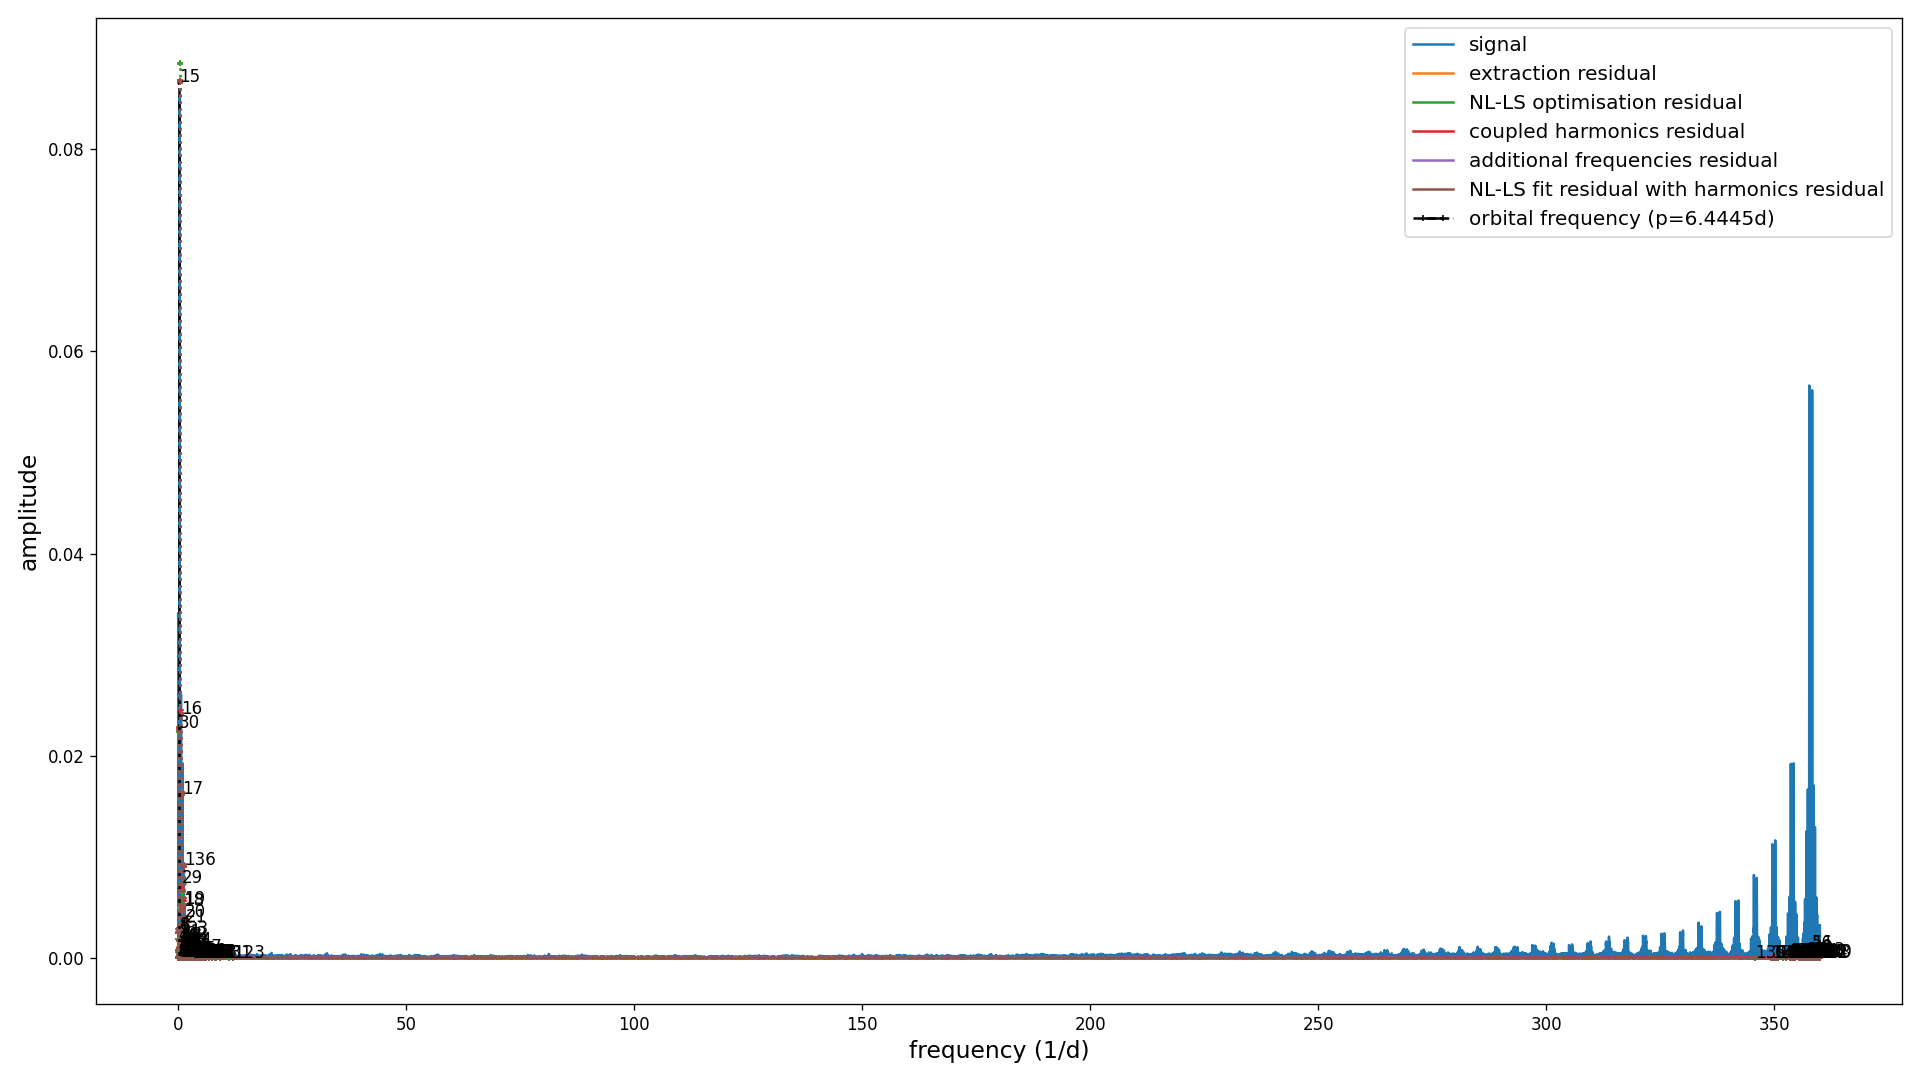 signal
extraction residual
NL-LS optimisation residual
coupled harmonics residual
additional frequencies residual
NL-LS fit residual with harmonics residual
orbital frequency (p=6.4445d)
15
0.08
0.06
0.04
16
30
0.02
17
136
29
0.00
123
0
50
100
150
200
250
300
350
amplitude
frequency (1/d)